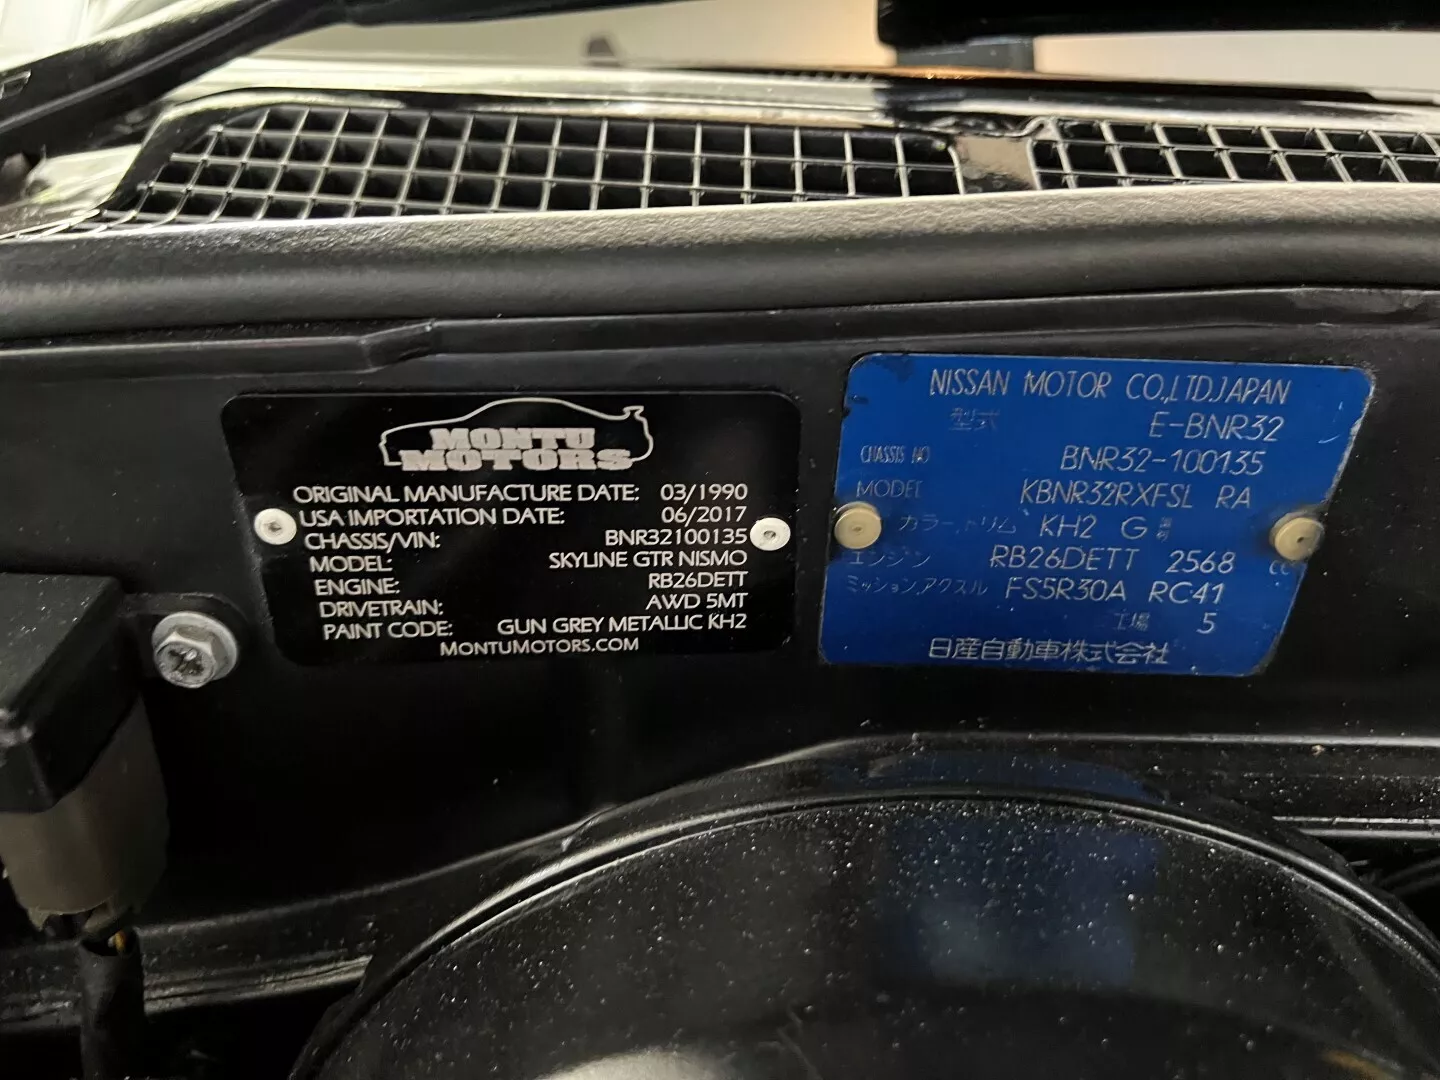 MONTU
MOTORS
ORIGINAL MANUFACTURE DATE: 03/1990
USA IMPORTATION DATE: 06/2017
CHASSIS/VIN: BNR32100135
MODEL: SKYLINE GTR NISMO
ENGINE: RB26DETT
DRIVETRAIN: AWD 5MT
PAINT CODE: GUN GREY METALLIC KH2
MONTUMOTORS.COM
NISSAN MOTOR CO.,LTD.JAPAN
型式 E-BNR32
CHASSIS NO BNR32-100135
MODEL KBNR32RXFSL RA
カラー,トリム KH2 G
エンジン RB26DETT 2568 cc
ミッション,アクスル FS5R30A RC41
工場 5
日産自動車株式会社